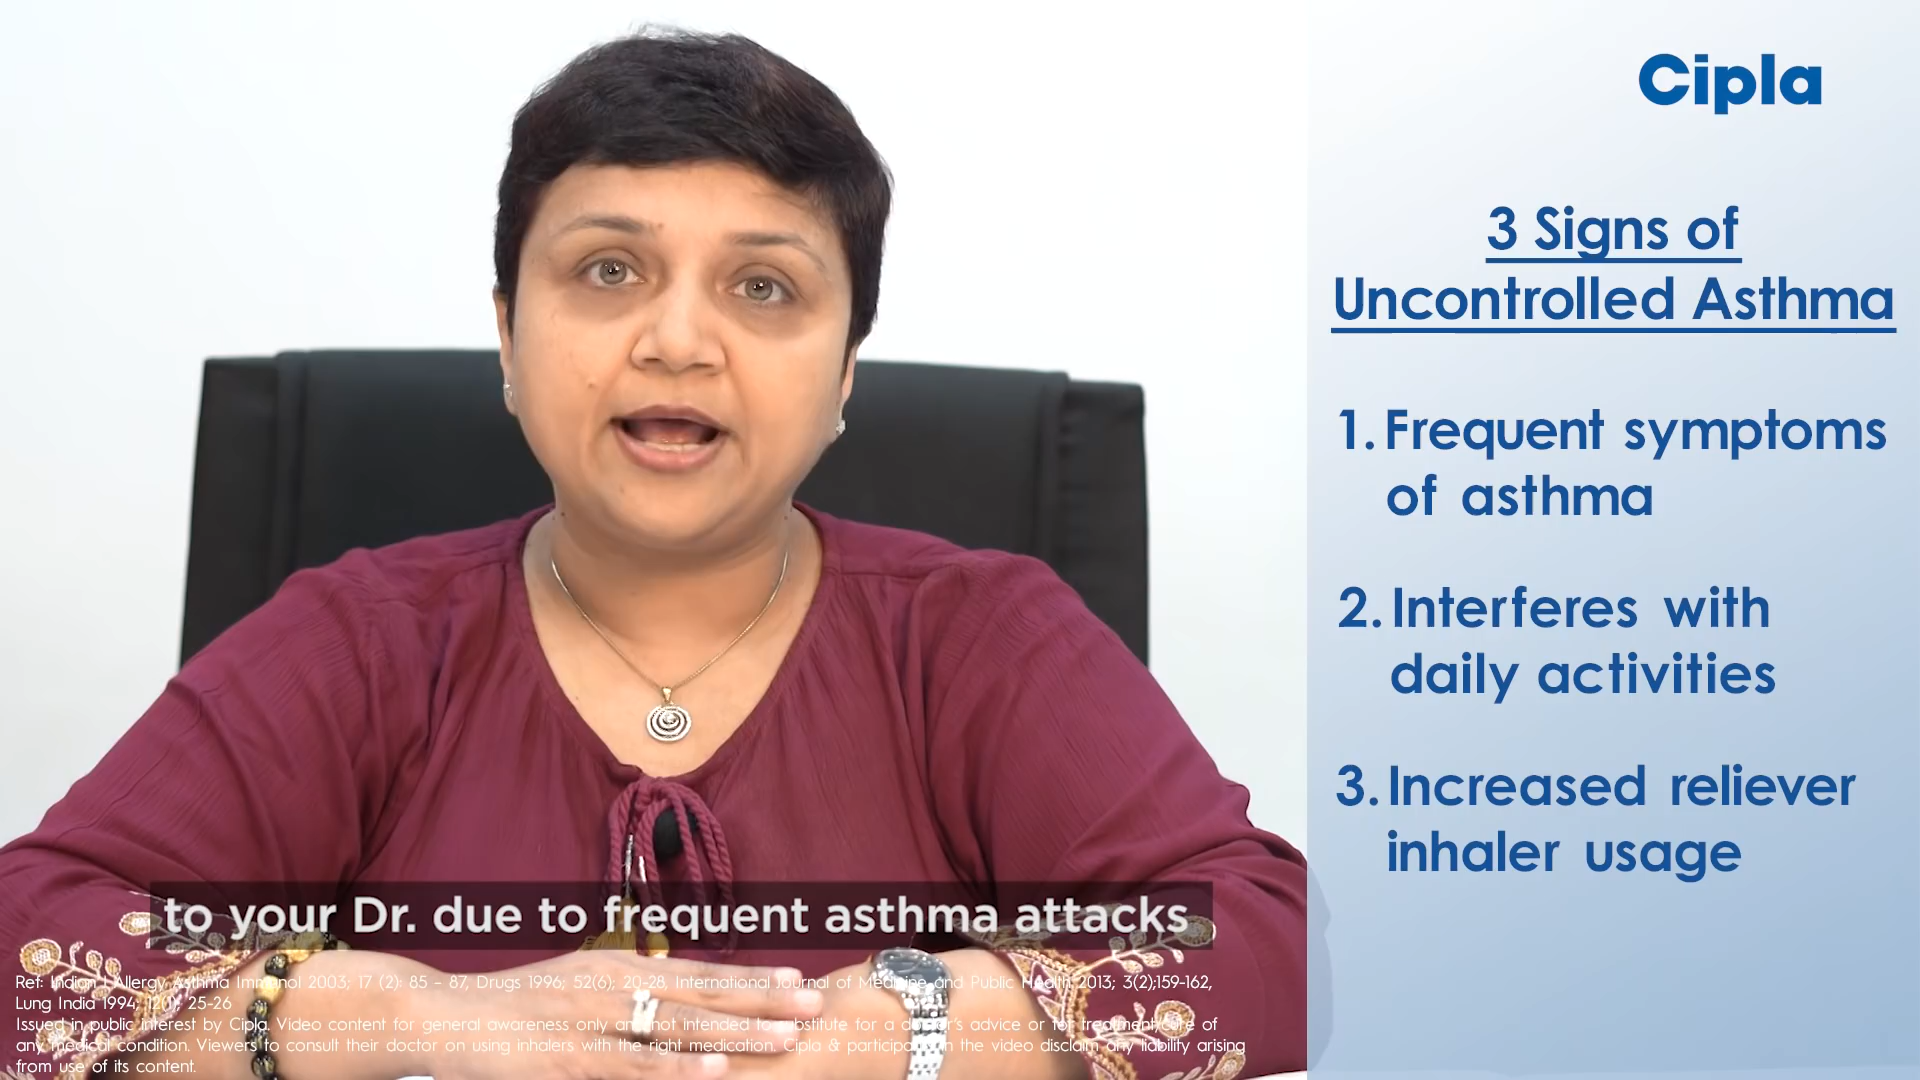 Cipla
3 Signs of
Uncontrolled Asthma
1. Frequent symptoms
of asthma
2. Interferes with
daily activities
3. Increased reliever
inhaler usage
to your Dr. due to frequent asthma attacks
Ref: Indian J Allergy Asthma Immunol 2003; 17 (2): 85 - 87, Drugs 1996; 52(6); 20-28, International Journal of Medicine and Public Health 2013; 3(2);159-162,
Lung India 1994; 12(1); 25-26
Issued in public interest by Cipla. Video content for general awareness only and not intended to substitute for a doctor's advice or for treatment/cure of
any medical condition. Viewers to consult their doctor on using inhalers with the right medication. Cipla & participants in the video disclaim any liability arising
from use of its content.